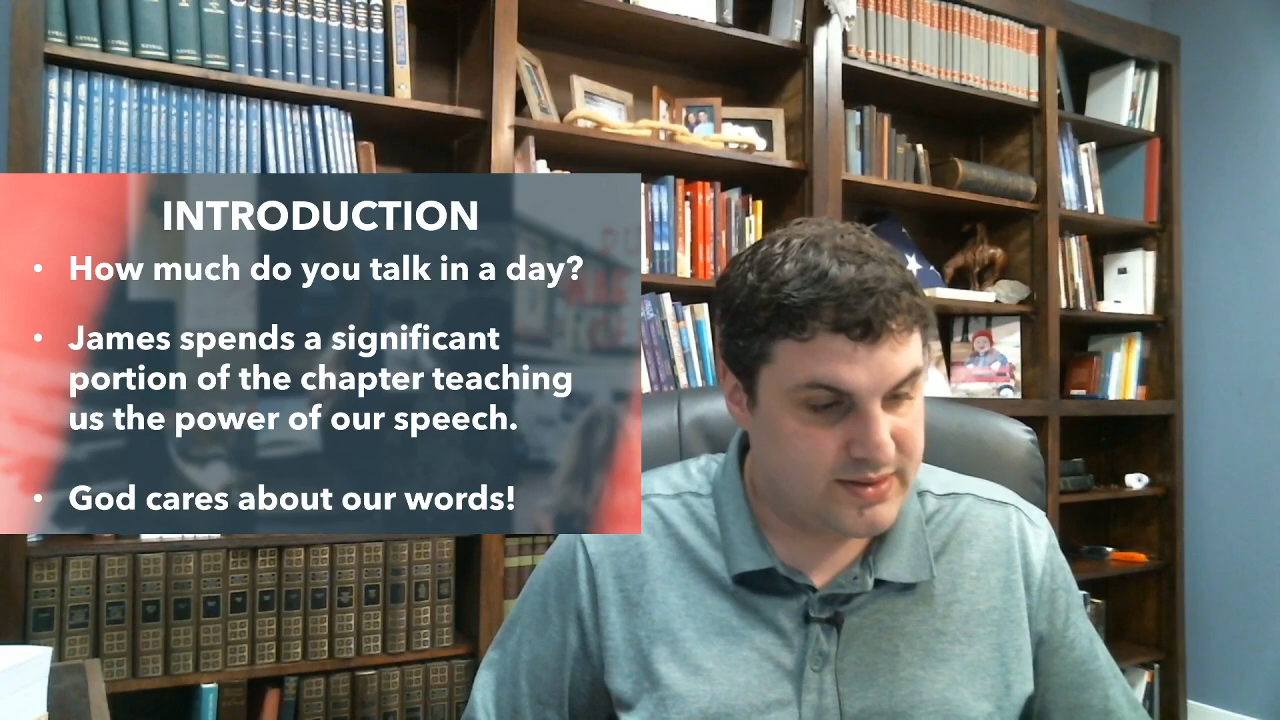 INTRODUCTION
• How much do you talk in a day?
• James spends a significant
portion of the chapter teaching
us the power of our speech.
• God cares about our words!